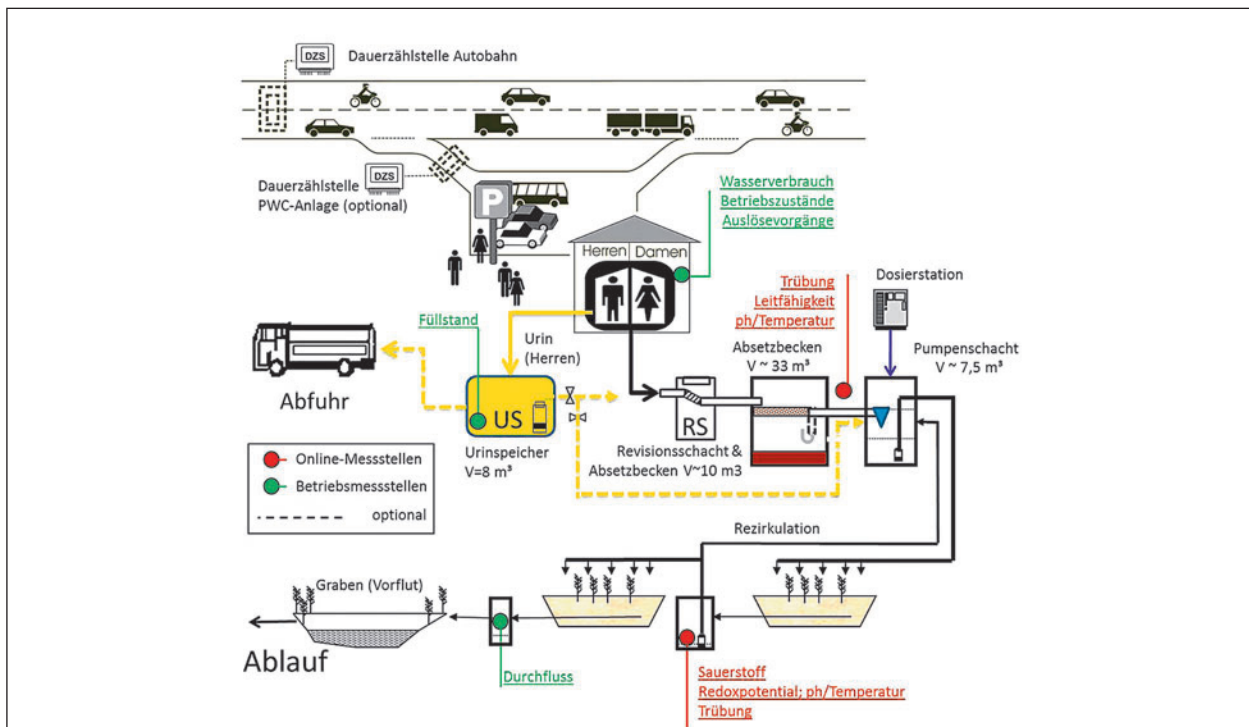 DZS
Dauerzählstelle Autobahn
DZS
Dauerzählstelle
PWC-Anlage (optional)
P
Wasserverbrauch
Betriebszustände
Auslösevorgänge
Herren
Damen
Trübung
Leitfähigkeit
ph/Temperatur
Dosierstation
Füllstand
Urin
(Herren)
Absetzbecken
V ~ 33 m³
Pumpenschacht
V ~ 7,5 m³
Abfuhr
US
RS
Urinspeicher
V=8 m³
Revisionsschacht &
Absetzbecken V~10 m3
Online-Messstellen
Betriebsmessstellen
optional
Rezirkulation
Graben (Vorflut)
Ablauf
Durchfluss
Sauerstoff
Redoxpotential; ph/Temperatur
Trübung